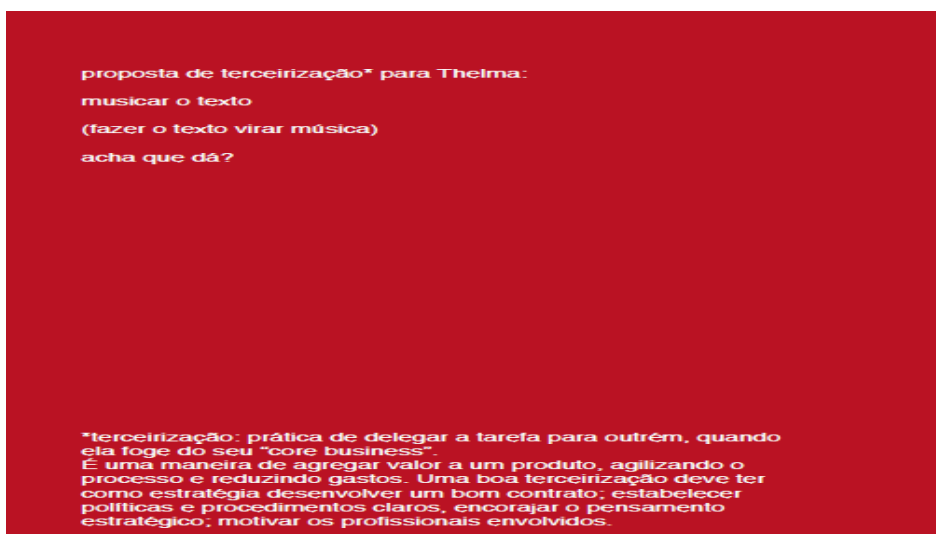 proposta de terceirização* para Thelma:
musicar o texto
(fazer o texto virar música)
acha que dá?
*terceirização: prática de delegar a tarefa para outrém, quando
ela foge do seu "core business".
É uma maneira de agregar valor a um produto, agilizando o
processo e reduzindo gastos. Uma boa terceirização deve ter
como estratégia desenvolver um bom contrato; estabelecer
políticas e procedimentos claros, encorajar o pensamento
estratégico; motivar os profissionais envolvidos.